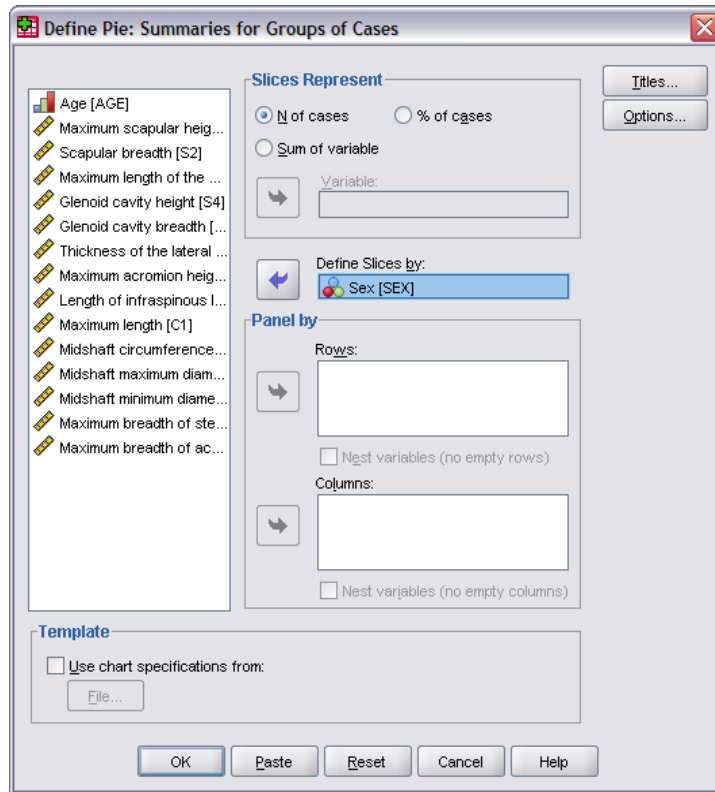 Define Pie: Summaries for Groups of Cases
Age [AGE]
Maximum scapular heig...
Scapular breadth [S2]
Maximum length of the ...
Glenoid cavity height [S4]
Glenoid cavity breadth [...
Thickness of the lateral ...
Maximum acromion heig...
Length of infraspinous l...
Maximum length [C1]
Midshaft circumference...
Midshaft maximum diam...
Midshaft minimum diame...
Maximum breadth of ste...
Maximum breadth of ac...
Slices Represent
N of cases
% of cases
Sum of variable
Variable:
Define Slices by:
Sex [SEX]
Panel by
Rows:
Nest variables (no empty rows)
Columns:
Nest variables (no empty columns)
Titles...
Options...
Template
Use chart specifications from:
File...
OK
Paste
Reset
Cancel
Help